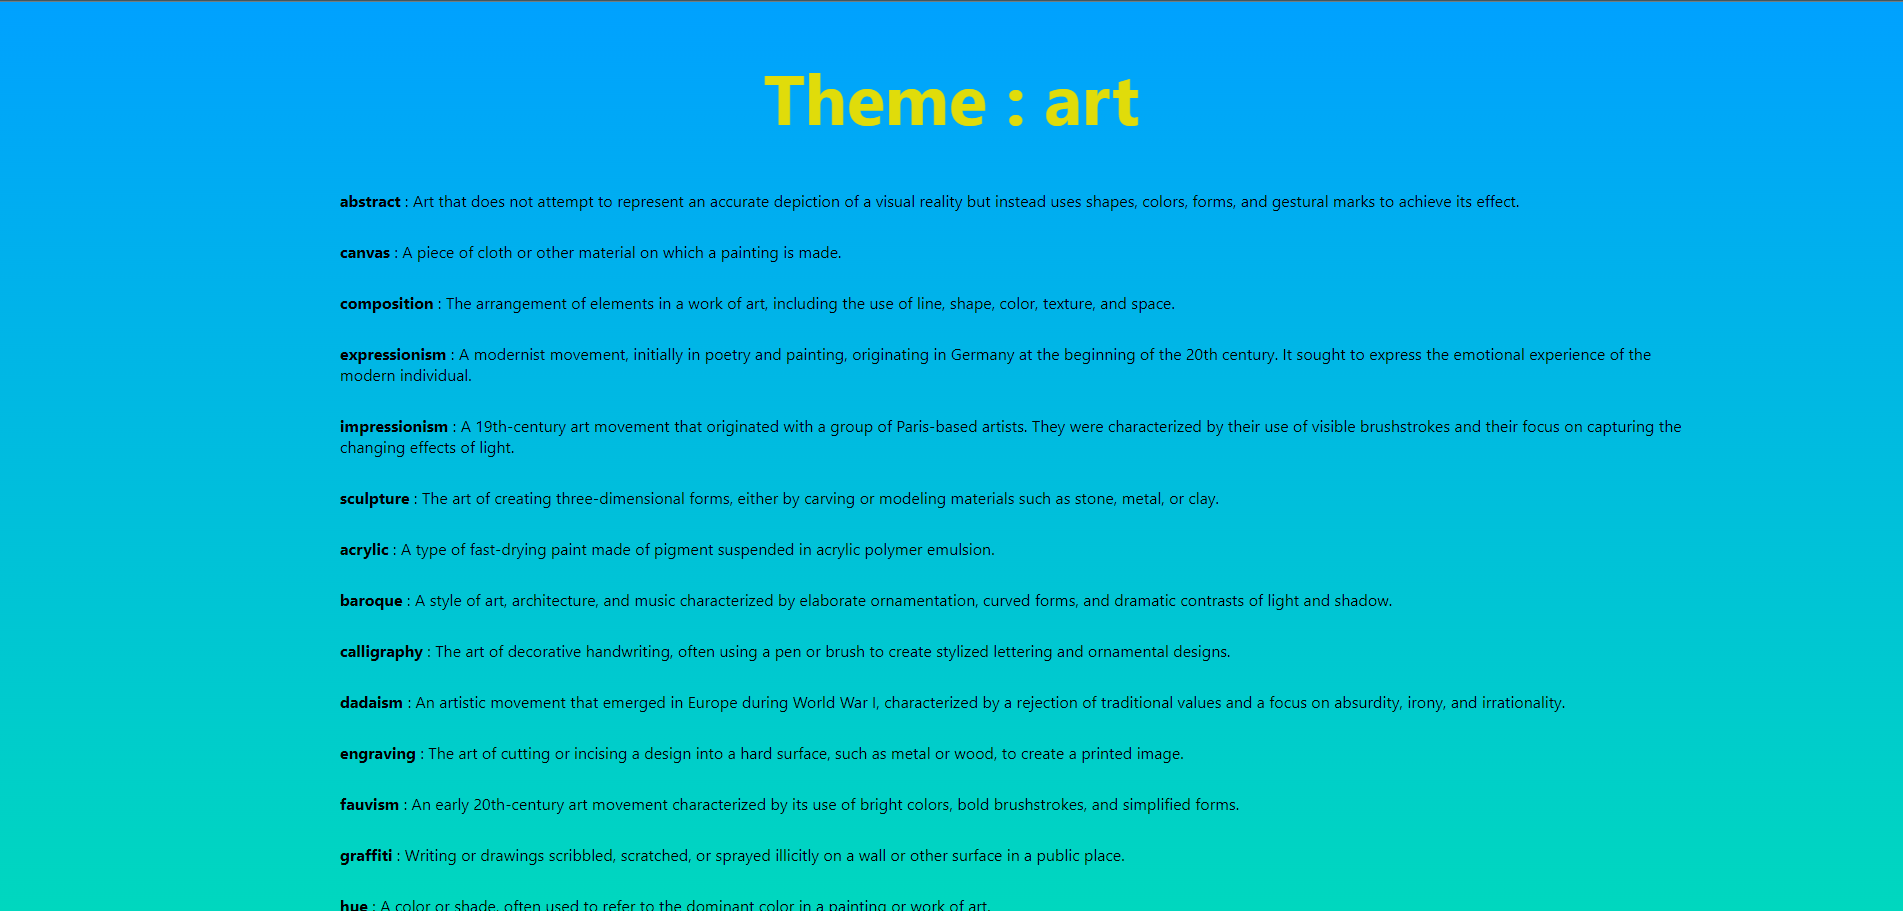 Theme : art
abstract : Art that does not attempt to represent an accurate depiction of a visual reality but instead uses shapes, colors, forms, and gestural marks to achieve its effect.
canvas : A piece of cloth or other material on which a painting is made.
composition : The arrangement of elements in a work of art, including the use of line, shape, color, texture, and space.
expressionism : A modernist movement, initially in poetry and painting, originating in Germany at the beginning of the 20th century. It sought to express the emotional experience of the
modern individual.
impressionism : A 19th-century art movement that originated with a group of Paris-based artists. They were characterized by their use of visible brushstrokes and their focus on capturing the
changing effects of light.
sculpture : The art of creating three-dimensional forms, either by carving or modeling materials such as stone, metal, or clay.
acrylic : A type of fast-drying paint made of pigment suspended in acrylic polymer emulsion.
baroque : A style of art, architecture, and music characterized by elaborate ornamentation, curved forms, and dramatic contrasts of light and shadow.
calligraphy : The art of decorative handwriting, often using a pen or brush to create stylized lettering and ornamental designs.
dadaism : An artistic movement that emerged in Europe during World War I, characterized by a rejection of traditional values and a focus on absurdity, irony, and irrationality.
engraving : The art of cutting or incising a design into a hard surface, such as metal or wood, to create a printed image.
fauvism : An early 20th-century art movement characterized by its use of bright colors, bold brushstrokes, and simplified forms.
graffiti : Writing or drawings scribbled, scratched, or sprayed illicitly on a wall or other surface in a public place.
hue : A color or shade, often used to refer to the dominant color in a painting or work of art.